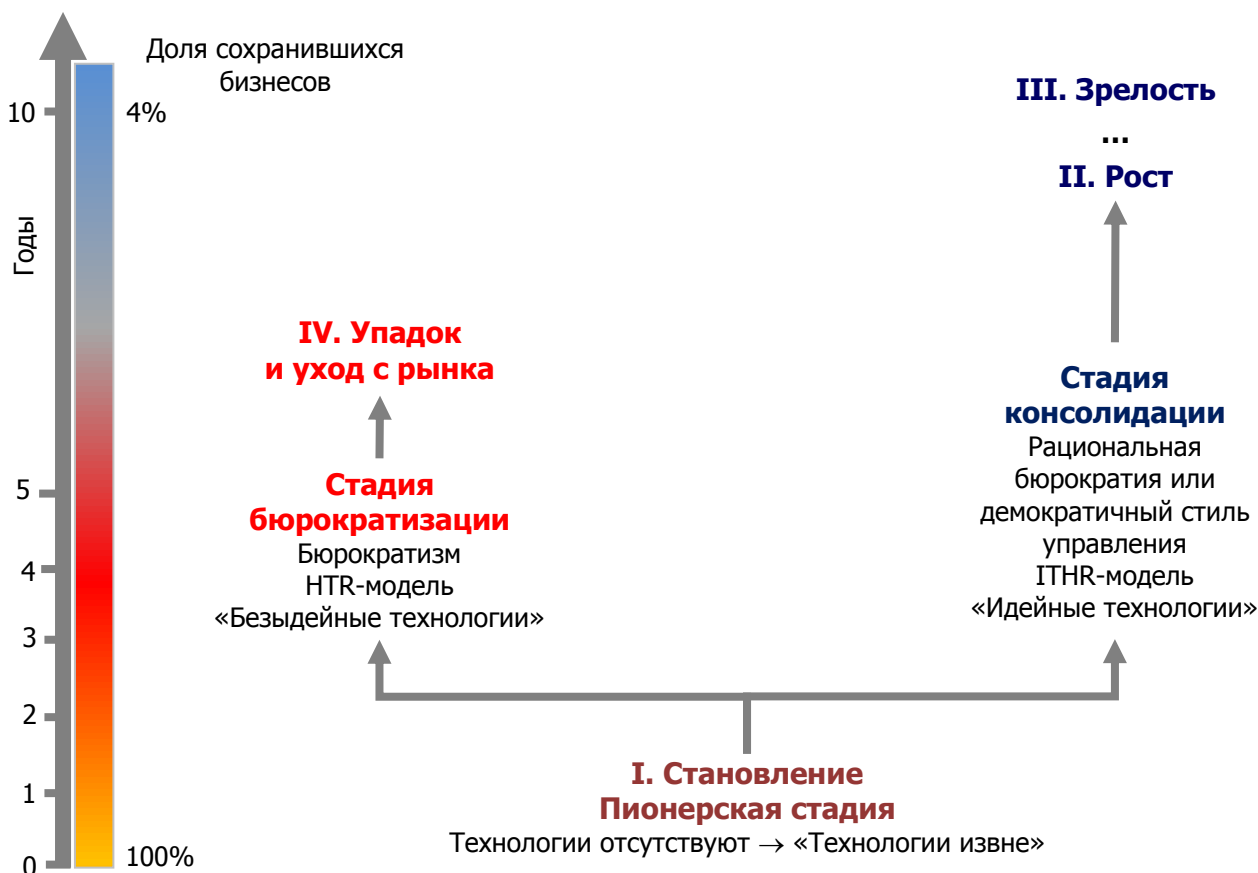 Доля сохранившихся
бизнесов
10
4%
Годы
5
4
3
2
1
0
100%
III. Зрелость
...
II. Рост
IV. Упадок
и уход с рынка
Стадия
бюрократизации
Бюрократизм
HTR-модель
«Безыдейные технологии»
Стадия
консолидации
Рациональная
бюрократия или
демократичный стиль
управления
ITHR-модель
«Идейные технологии»
I. Становление
Пионерская стадия
Технологии отсутствуют → «Технологии извне»